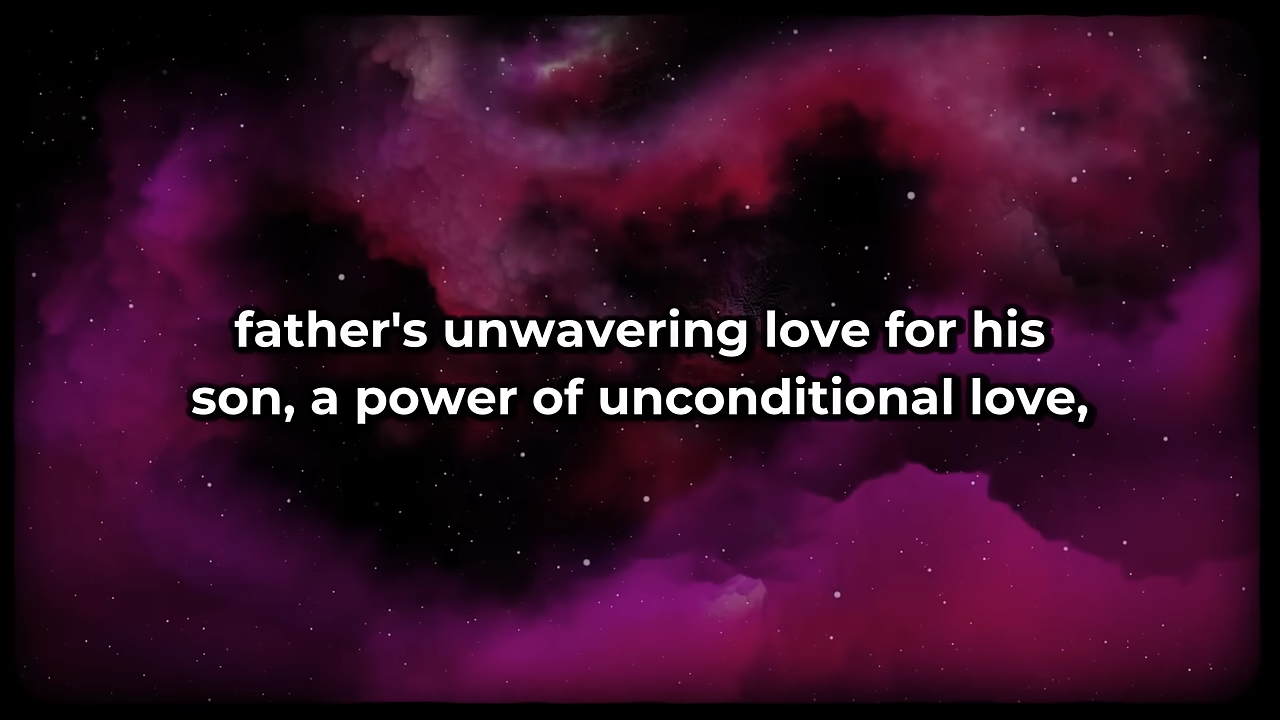 father's unwavering love for his
son, a power of unconditional love,